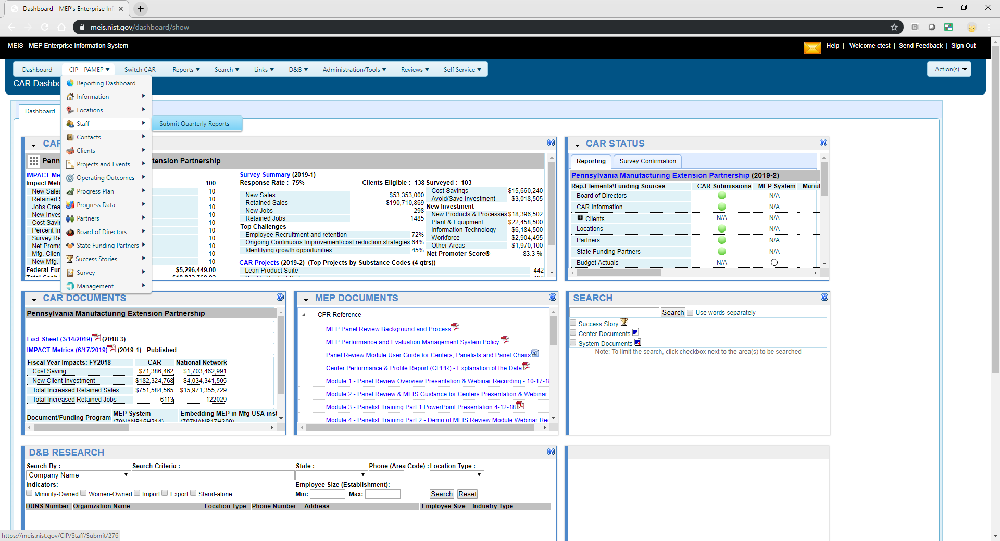 Dashboard - MEP's Enterprise Inf
meis.nist.gov/dashboard/show
MEIS - MEP Enterprise Information System
Help | Welcome ctest | Send Feedback | Sign Out
Dashboard CIP - PAMEP Switch CAR Reports Search Links D&B Administration/Tools Reviews Self Service Action(s)
CAR Dashbo
Reporting Dashboard
Information
Locations
Staff
Contacts
Clients
Projects and Events
Operating Outcomes
Progress Plan
Progress Data
Partners
Board of Directors
State Funding Partners
Success Stories
Survey
Management
Submit Quarterly Reports
Dashboard
CAR
Penn
tension Partnership
IMPACT Me
Impact Metr 100
New Sales 10
Retained S 10
Jobs Crea 10
New Inves 10
Cost Savin 10
Percent In 10
Survey Re 10
Net Promo 10
Mfg. Clien 10
New Mfg. 10
Federal Fun $5,296,449.00
Survey Summary (2019-1)
Response Rate : 75% Clients Eligible : 138 Surveyed : 103
New Sales $53,353,000
Retained Sales $190,710,869
New Jobs 298
Retained Jobs 1485
Top Challenges
Employee Recruitment and retention 72%
Ongoing Continuous Improvement/cost reduction strategies 64%
Identifying growth opportunities 45%
Cost Savings $15,660,240
Avoid/Save Investment $3,018,505
New Investment
New Products & Processes $18,396,502
Plant & Equipment $22,458,500
Information Technology $6,184,500
Workforce $2,904,495
Other Areas $1,970,100
Net Promoter Score® 83.3 %
CAR Projects (2019-2) (Top Projects by Substance Codes (4 qtrs))
Lean Product Suite 442
CAR STATUS
Reporting Survey Confirmation
Pennsylvania Manufacturing Extension Partnership (2019-2)
Rep.Elements\Funding Sources CAR Submissions MEP System Manuf
Board of Directors N/A
CAR Information N/A
Clients N/A N/A
Locations N/A
Partners N/A
State Funding Partners N/A
Budget Actuals N/A
CAR DOCUMENTS
Pennsylvania Manufacturing Extension Partnership
Fact Sheet (3/14/2019) (2018-3)
IMPACT Metrics (6/17/2019) (2019-1) - Published
Fiscal Year Impacts: FY2018 CAR National Network
Cost Saving $71,386,462 $1,703,462,991
New Client Investment $182,324,768 $4,034,341,505
Total Increased Retained Sales $751,584,565 $15,971,355,729
Total Increased Retained Jobs 6113 122029
Document/Funding Program MEP System (70NANB16H214) Embedding MEP in Mfg USA inst (707NANB17H309)
MEP DOCUMENTS
CPR Reference
MEP Panel Review Background and Process
MEP Performance and Evaluation Management System Policy
Panel Review Module User Guide for Centers, Panelists and Panel Chairs
Center Performance & Profile Report (CPPR) - Explanation of the Data
Module 1 - Panel Review Overview Presentation & Webinar Recording - 10-17-18
Module 2 - Panel Review & MEIS Guidance for Centers Presentation & Webinar
Module 3 - Panelist Training Part 1 PowerPoint Presentation 4-12-18
Module 4 - Panelist Training Part 2 - Demo of MEIS Review Module Webinar Rec
SEARCH
Search Use words separately
Success Story
Center Documents
System Documents
Note: To limit the search, click checkbox next to the area(s) to be searched
D&B RESEARCH
Search By : Search Criteria : State : Phone (Area Code) : Location Type :
Company Name
Indicators: Employee Size (Establishment):
Minority-Owned Women-Owned Import Export Stand-alone Min: Max: Search Reset
DUNS Number Organization Name Location Type Phone Number Address Employee Size Industry Type
https://meis.nist.gov/CIP/Staff/Submit/276